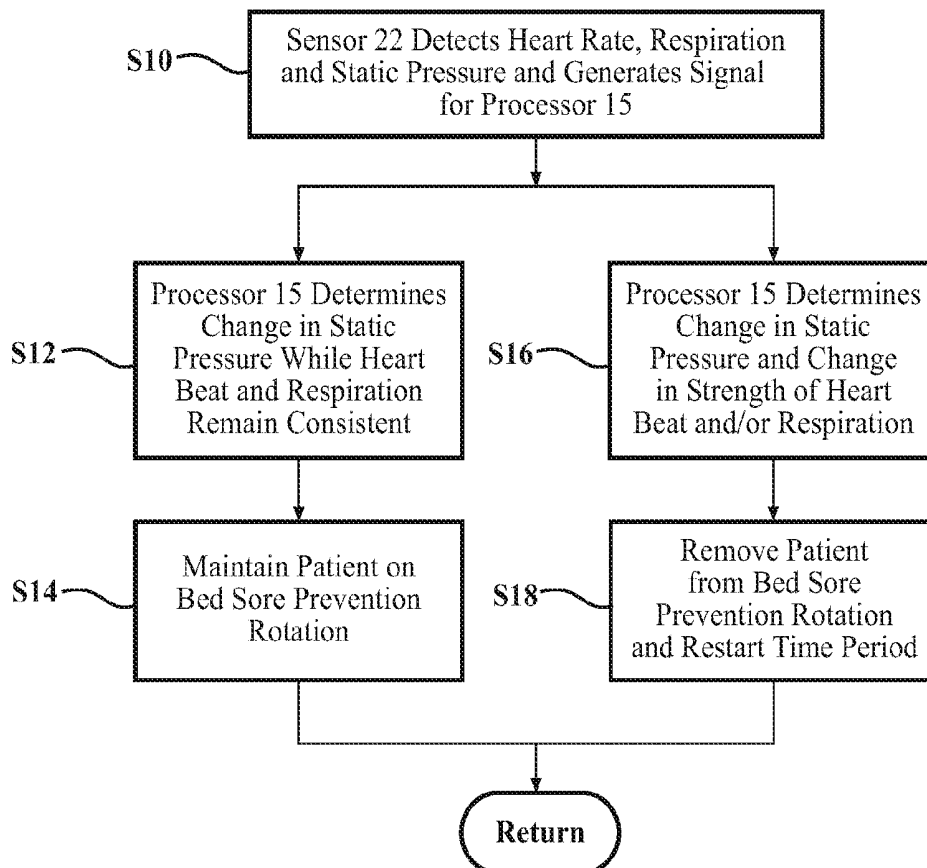 S10
Sensor 22 Detects Heart Rate, Respiration
and Static Pressure and Generates Signal
for Processor 15
S12
Processor 15 Determines
Change in Static
Pressure While Heart
Beat and Respiration
Remain Consistent
S16
Processor 15 Determines
Change in Static
Pressure and Change
in Strength of Heart
Beat and/or Respiration
S14
Maintain Patient on
Bed Sore Prevention
Rotation
S18
Remove Patient
from Bed Sore
Prevention Rotation
and Restart Time Period
Return